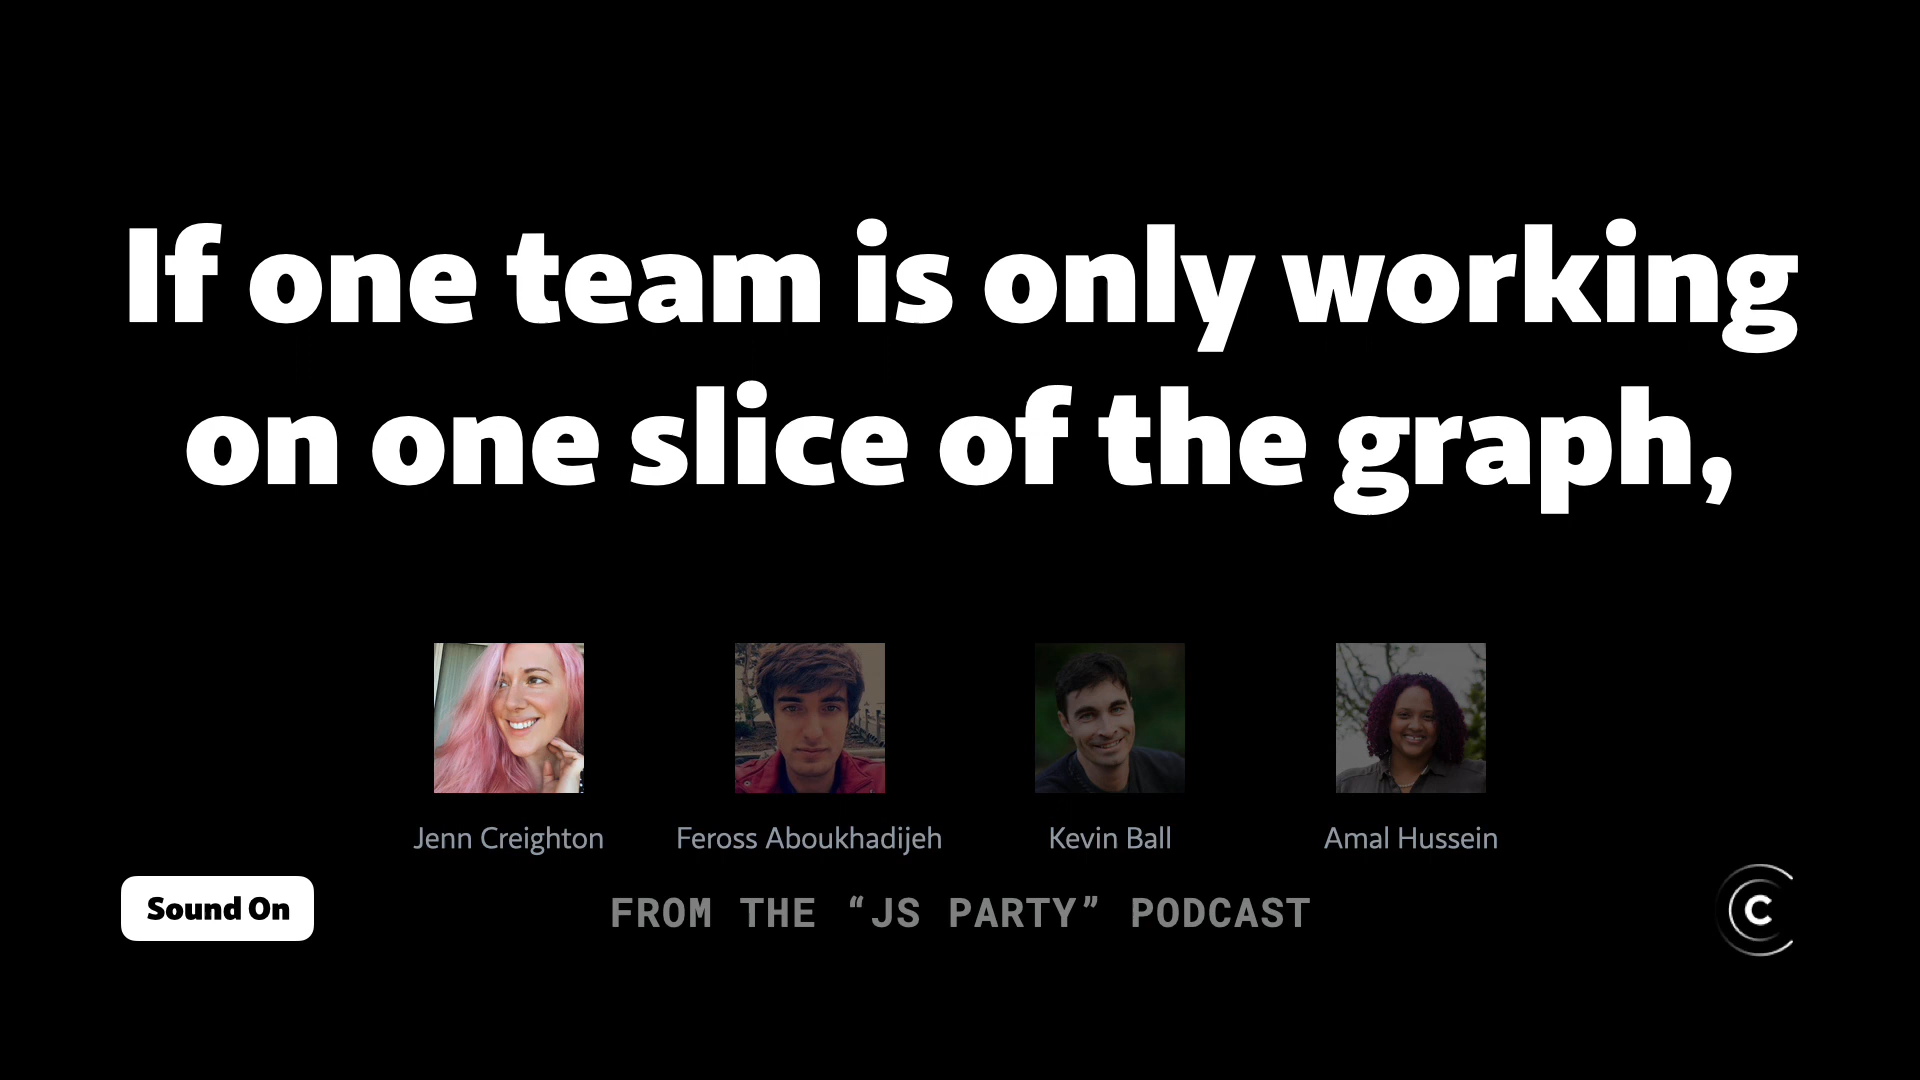 If one team is only working
on one slice of the graph,
Jenn Creighton
Feross Aboukhadijeh
Kevin Ball
Amal Hussein
Sound On
FROM THE “JS PARTY” PODCAST
C